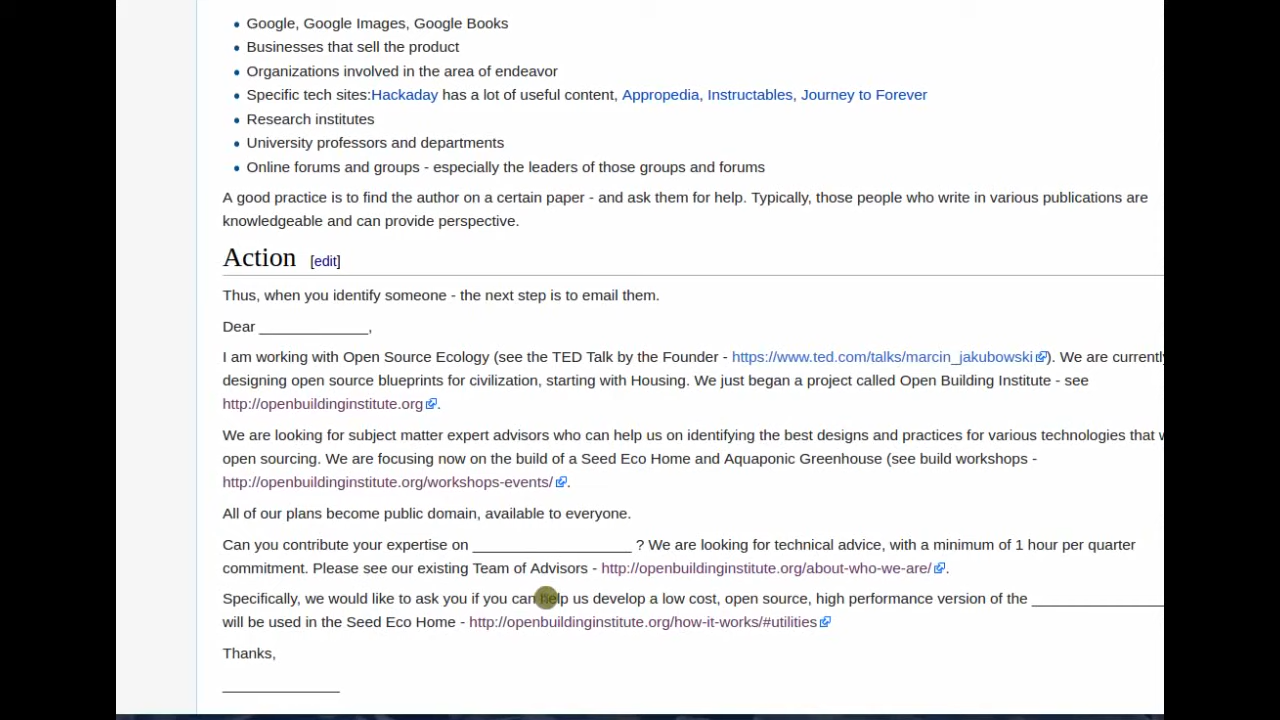 Google, Google Images, Google Books
Businesses that sell the product
Organizations involved in the area of endeavor
Specific tech sites:Hackaday has a lot of useful content, Appropedia, Instructables, Journey to Forever
Research institutes
University professors and departments
Online forums and groups - especially the leaders of those groups and forums
A good practice is to find the author on a certain paper - and ask them for help. Typically, those people who write in various publications are
knowledgeable and can provide perspective.
Action [edit]
Thus, when you identify someone - the next step is to email them.
Dear _____________,
I am working with Open Source Ecology (see the TED Talk by the Founder - https://www.ted.com/talks/marcin_jakubowski). We are currently
designing open source blueprints for civilization, starting with Housing. We just began a project called Open Building Institute - see
http://openbuildinginstitute.org.
We are looking for subject matter expert advisors who can help us on identifying the best designs and practices for various technologies that
open sourcing. We are focusing now on the build of a Seed Eco Home and Aquaponic Greenhouse (see build workshops -
http://openbuildinginstitute.org/workshops-events/.
All of our plans become public domain, available to everyone.
Can you contribute your expertise on ___________________ ? We are looking for technical advice, with a minimum of 1 hour per quarter
commitment. Please see our existing Team of Advisors - http://openbuildinginstitute.org/about-who-we-are/.
Specifically, we would like to ask you if you can help us develop a low cost, open source, high performance version of the ________________
will be used in the Seed Eco Home - http://openbuildinginstitute.org/how-it-works/#utilities
Thanks,
______________